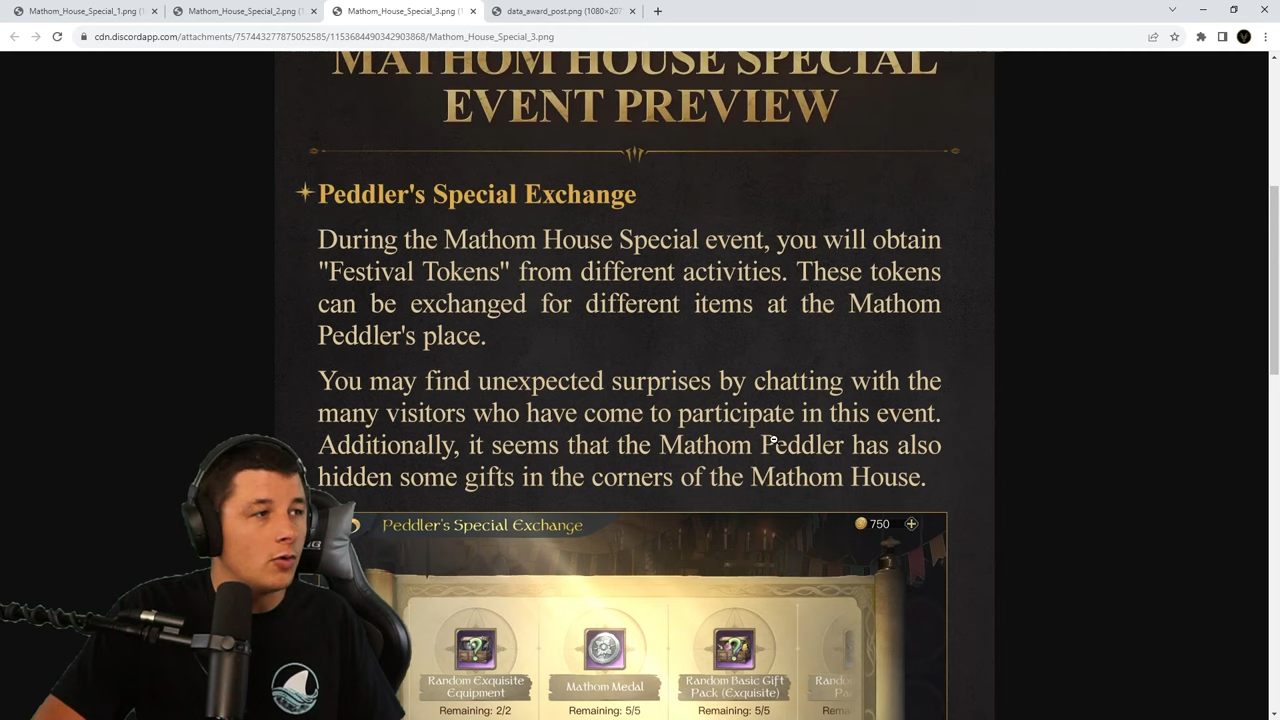 Mathom_House_Special_1.png (1
Mathom_House_Special_2.png (1
Mathom_House_Special_3.png (1
data_award_post.png (1080×207
cdn.discordapp.com/attachments/757443277875052585/1153684490342903868/Mathom_House_Special_3.png
MATHOM HOUSE SPECIAL
EVENT PREVIEW
Peddler's Special Exchange
During the Mathom House Special event, you will obtain
"Festival Tokens" from different activities. These tokens
can be exchanged for different items at the Mathom
Peddler's place.
You may find unexpected surprises by chatting with the
many visitors who have come to participate in this event.
Additionally, it seems that the Mathom Peddler has also
hidden some gifts in the corners of the Mathom House.
Peddler's Special Exchange
750
Random Exquisite
Equipment
Remaining: 2/2
Mathom Medal
Remaining: 5/5
Random Basic Gift
Pack (Exquisite)
Remaining: 5/5